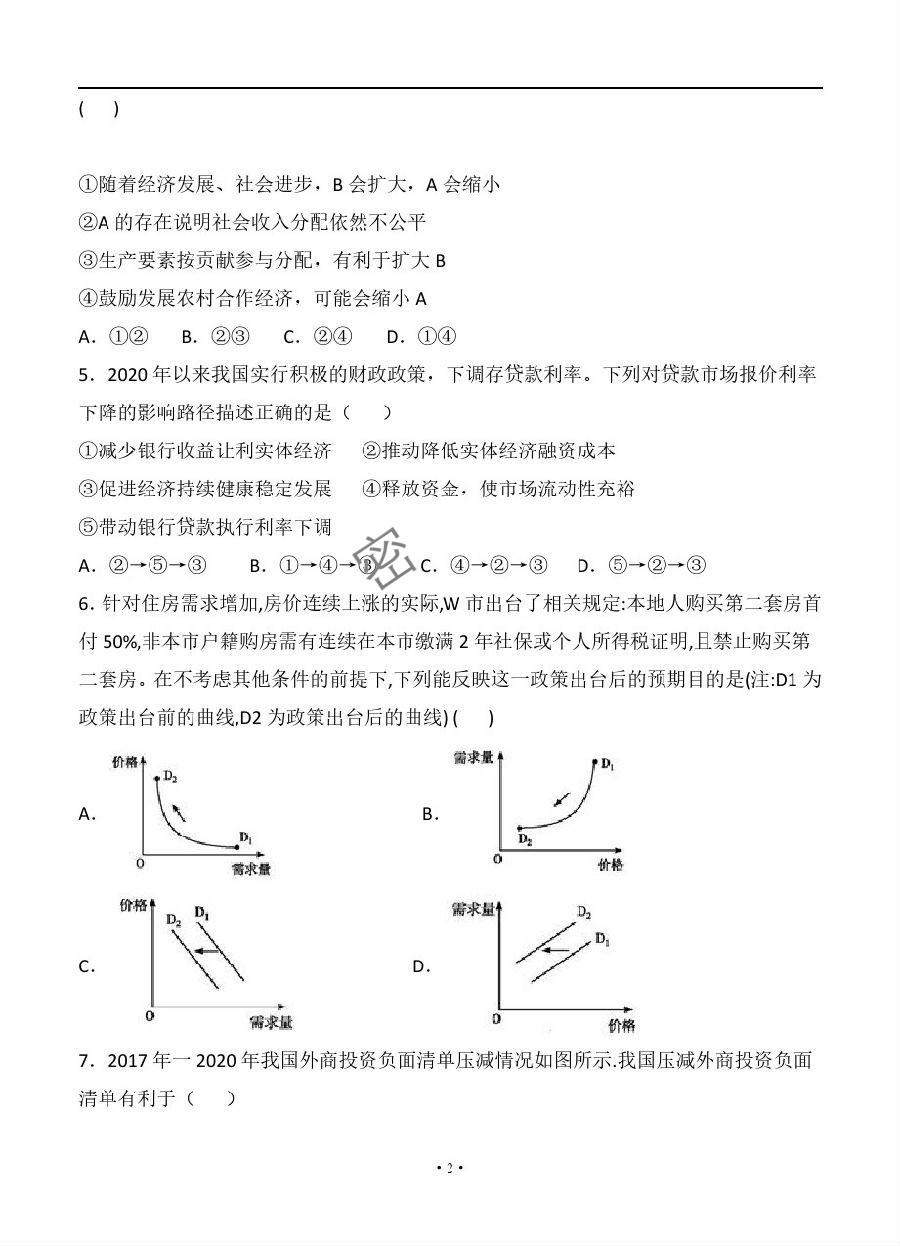 (      )
①随着经济发展、社会进步，B 会扩大，A 会缩小
②A 的存在说明社会收入分配依然不公平
③生产要素按贡献参与分配，有利于扩大 B
④鼓励发展农村合作经济，可能会缩小 A
A．①②      B．②③      C．②④      D．①④
5．2020 年以来我国实行积极的财政政策，下调存贷款利率。下列对贷款市场报价利率
下降的影响路径描述正确的是（      ）
①减少银行收益让利实体经济      ②推动降低实体经济融资成本
③促进经济持续健康稳定发展      ④释放资金，使市场流动性充裕
⑤带动银行贷款执行利率下调
A．②→⑤→③      B．①→④→③      C．④→②→③      D．⑤→②→③
密
6．针对住房需求增加,房价连续上涨的实际,W 市出台了相关规定:本地人购买第二套房首
付 50%,非本市户籍购房需有连续在本市缴满 2 年社保或个人所得税证明,且禁止购买第
二套房。在不考虑其他条件的前提下,下列能反映这一政策出台后的预期目的是(注:D1 为
政策出台前的曲线,D2 为政策出台后的曲线) (      )
A．
价格
D₂
D₁
O
需求量
B．
需求量
D₁
D₂
O
价格
C．
价格
D₂ D₁
O
需求量
D．
需求量
D₂
D₁
O
价格
7．2017 年一 2020 年我国外商投资负面清单压减情况如图所示.我国压减外商投资负面
清单有利于（      ）
·2·